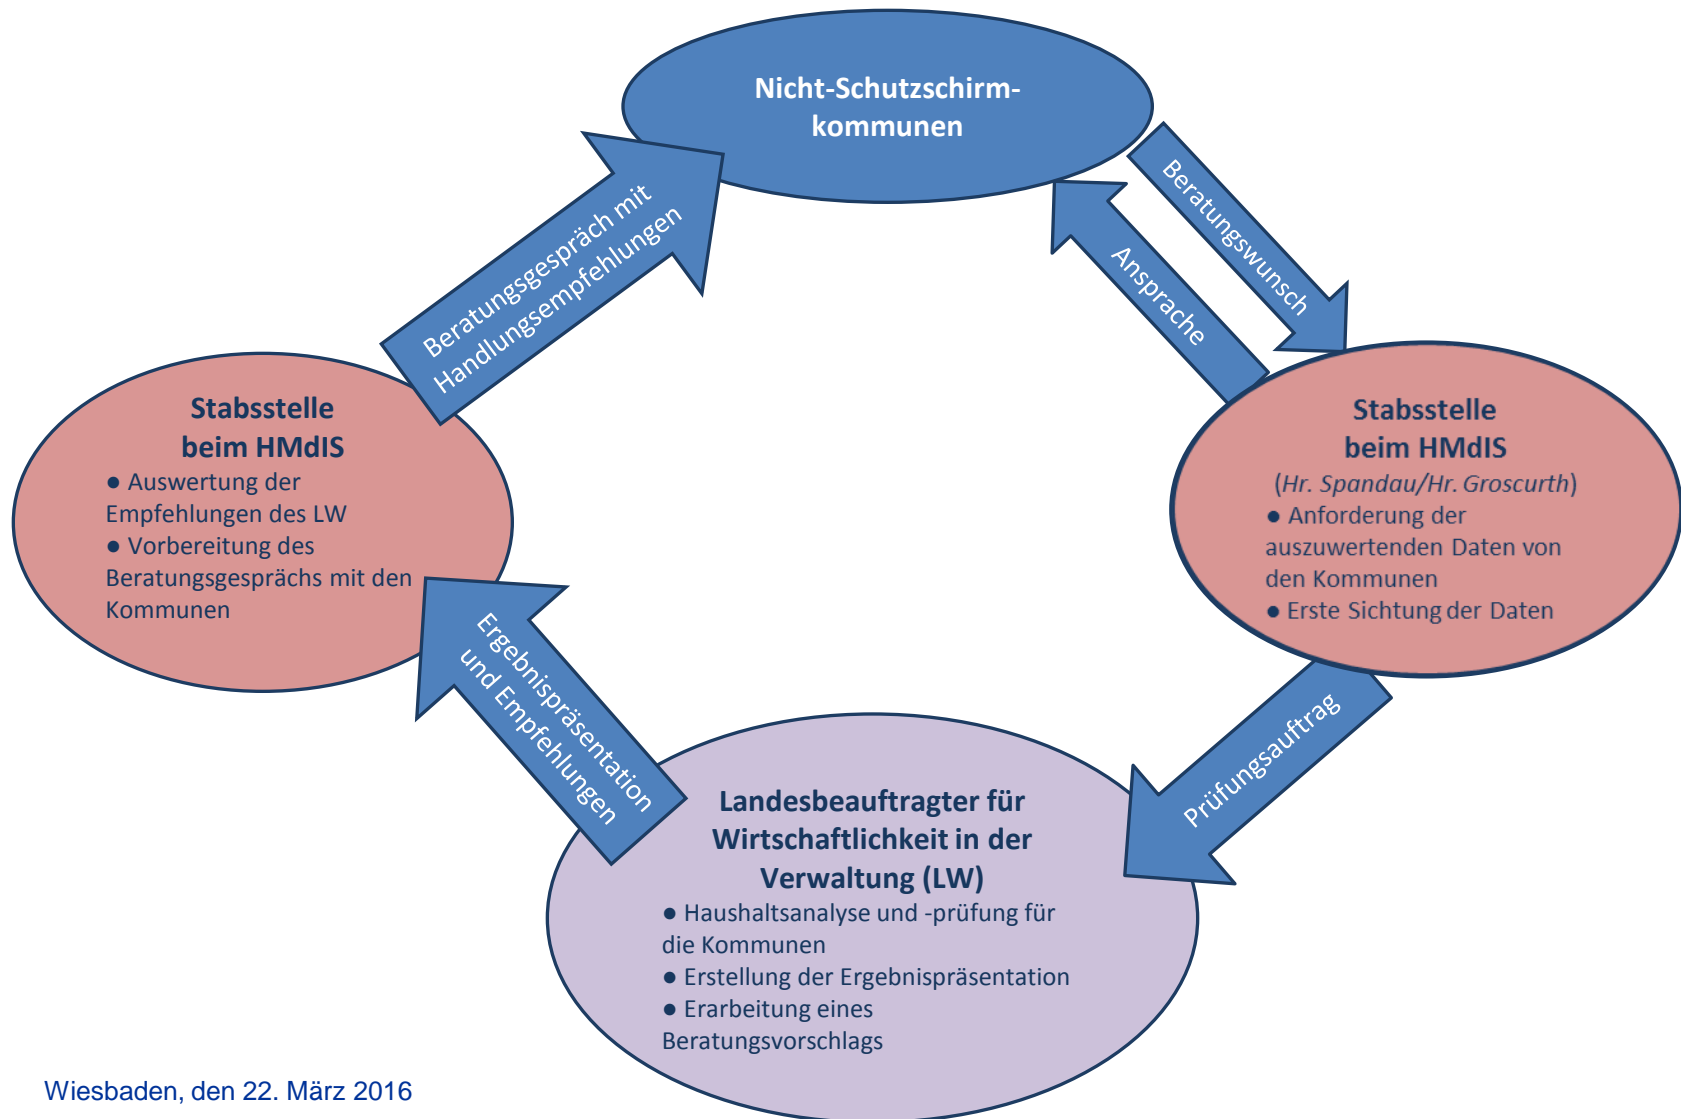 Nicht-Schutzschirm-
kommunen
Beratungswunsch
Ansprache
Stabsstelle
beim HMdIS
(Hr. Spandau/Hr. Groscurth)
● Anforderung der
auszuwertenden Daten von
den Kommunen
● Erste Sichtung der Daten
Prüfungsauftrag
Landesbeauftragter für
Wirtschaftlichkeit in der
Verwaltung (LW)
● Haushaltsanalyse und -prüfung für
die Kommunen
● Erstellung der Ergebnispräsentation
● Erarbeitung eines
Beratungsvorschlags
Ergebnispräsentation
und Empfehlungen
Stabsstelle
beim HMdIS
● Auswertung der
Empfehlungen des LW
● Vorbereitung des
Beratungsgesprächs mit den
Kommunen
Beratungsgespräch mit
Handlungsempfehlungen
Wiesbaden, den 22. März 2016